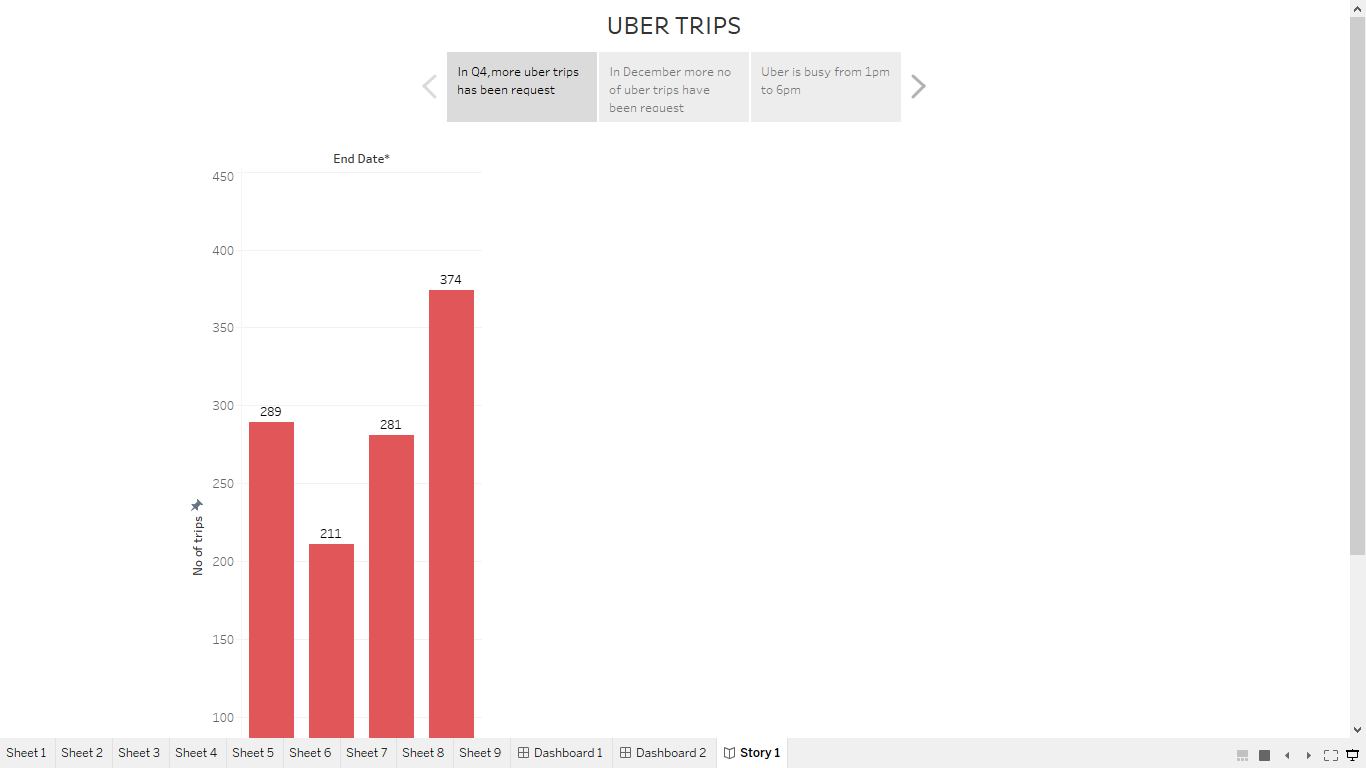 UBER TRIPS
In Q4,more uber trips
has been request
In December more no
of uber trips have
been request
Uber is busy from 1pm
to 6pm
End Date*
450
400
374
350
300
289
281
250
211
No of trips
200
150
100
Sheet 1 Sheet 2 Sheet 3 Sheet 4 Sheet 5 Sheet 6 Sheet 7 Sheet 8 Sheet 9 Dashboard 1 Dashboard 2 Story 1